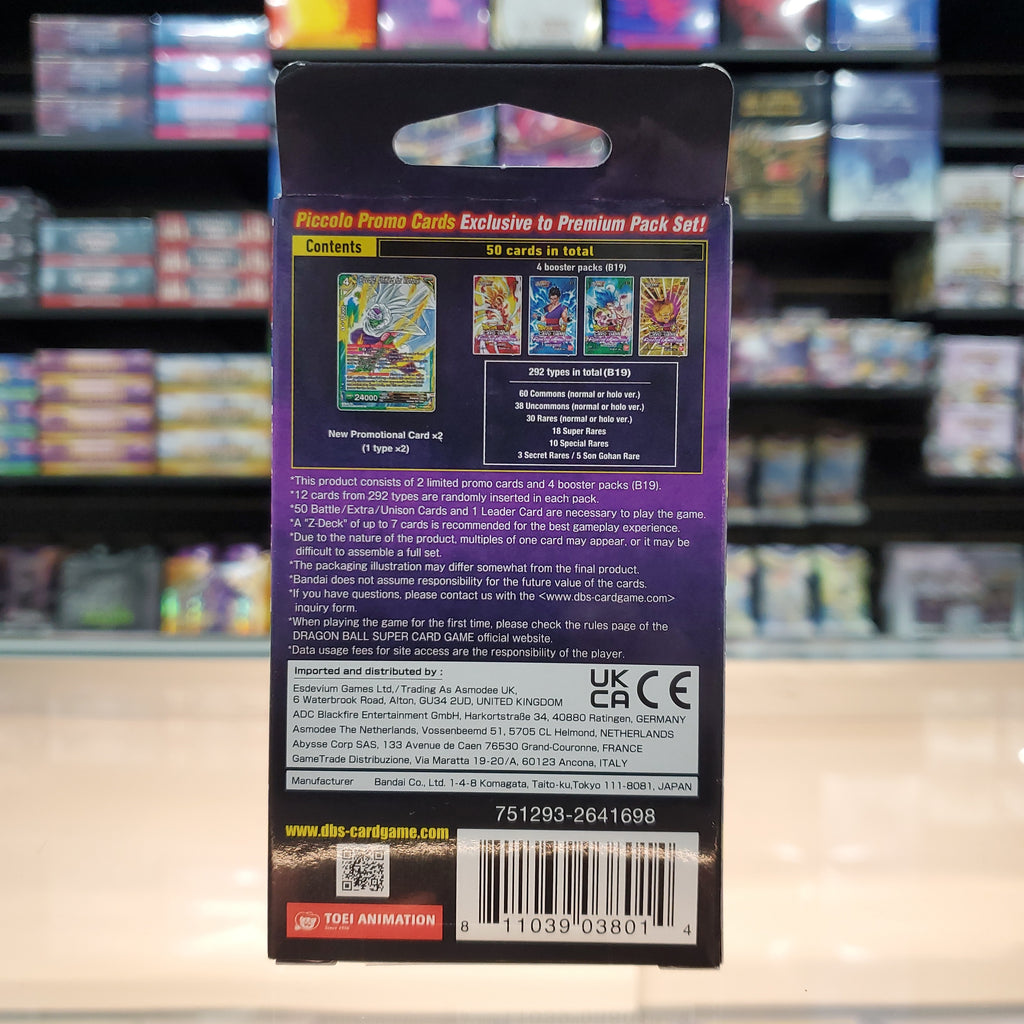 Piccolo Promo Cards Exclusive to Premium Pack Set!
Contents
50 cards in total
4 booster packs (B19)
4
24000
New Promotional Card ×2
(1 type ×2)
292 types in total (B19)
60 Commons (normal or holo ver.)
38 Uncommons (normal or holo ver.)
30 Rares (normal or holo ver.)
18 Super Rares
10 Special Rares
3 Secret Rares / 5 Son Gohan Rare
*This product consists of 2 limited promo cards and 4 booster packs (B19).
*12 cards from 292 types are randomly inserted in each pack.
*50 Battle/Extra/Unison Cards and 1 Leader Card are necessary to play the game.
*A "Z-Deck" of up to 7 cards is recommended for the best gameplay experience.
*Due to the nature of the product, multiples of one card may appear, or it may be
difficult to assemble a full set.
*The packaging illustration may differ somewhat from the final product.
*Bandai does not assume responsibility for the future value of the cards.
*If you have questions, please contact us with the <www.dbs-cardgame.com>
inquiry form.
*When playing the game for the first time, please check the rules page of the
DRAGON BALL SUPER CARD GAME official website.
*Data usage fees for site access are the responsibility of the player.
Imported and distributed by :
Esdevium Games Ltd,/Trading As Asmodee UK,
6 Waterbrook Road, Alton, GU34 2UD, UNITED KINGDOM
ADC Blackfire Entertainment GmbH, Harkortstraße 34, 40880 Ratingen, GERMANY
Asmodee The Netherlands, Vossenbeemd 51, 5705 CL Helmond, NETHERLANDS
Abysse Corp SAS, 133 Avenue de Caen 76530 Grand-Couronne, FRANCE
GameTrade Distribuzione, Via Maratta 19-20/A, 60123 Ancona, ITALY
UK
CA CE
Manufacturer Bandai Co., Ltd. 1-4-8 Komagata, Taito-ku,Tokyo 111-8081, JAPAN
751293-2641698
www.dbs-cardgame.com
TOEI ANIMATION
Since 1956
8 11039 03801 4